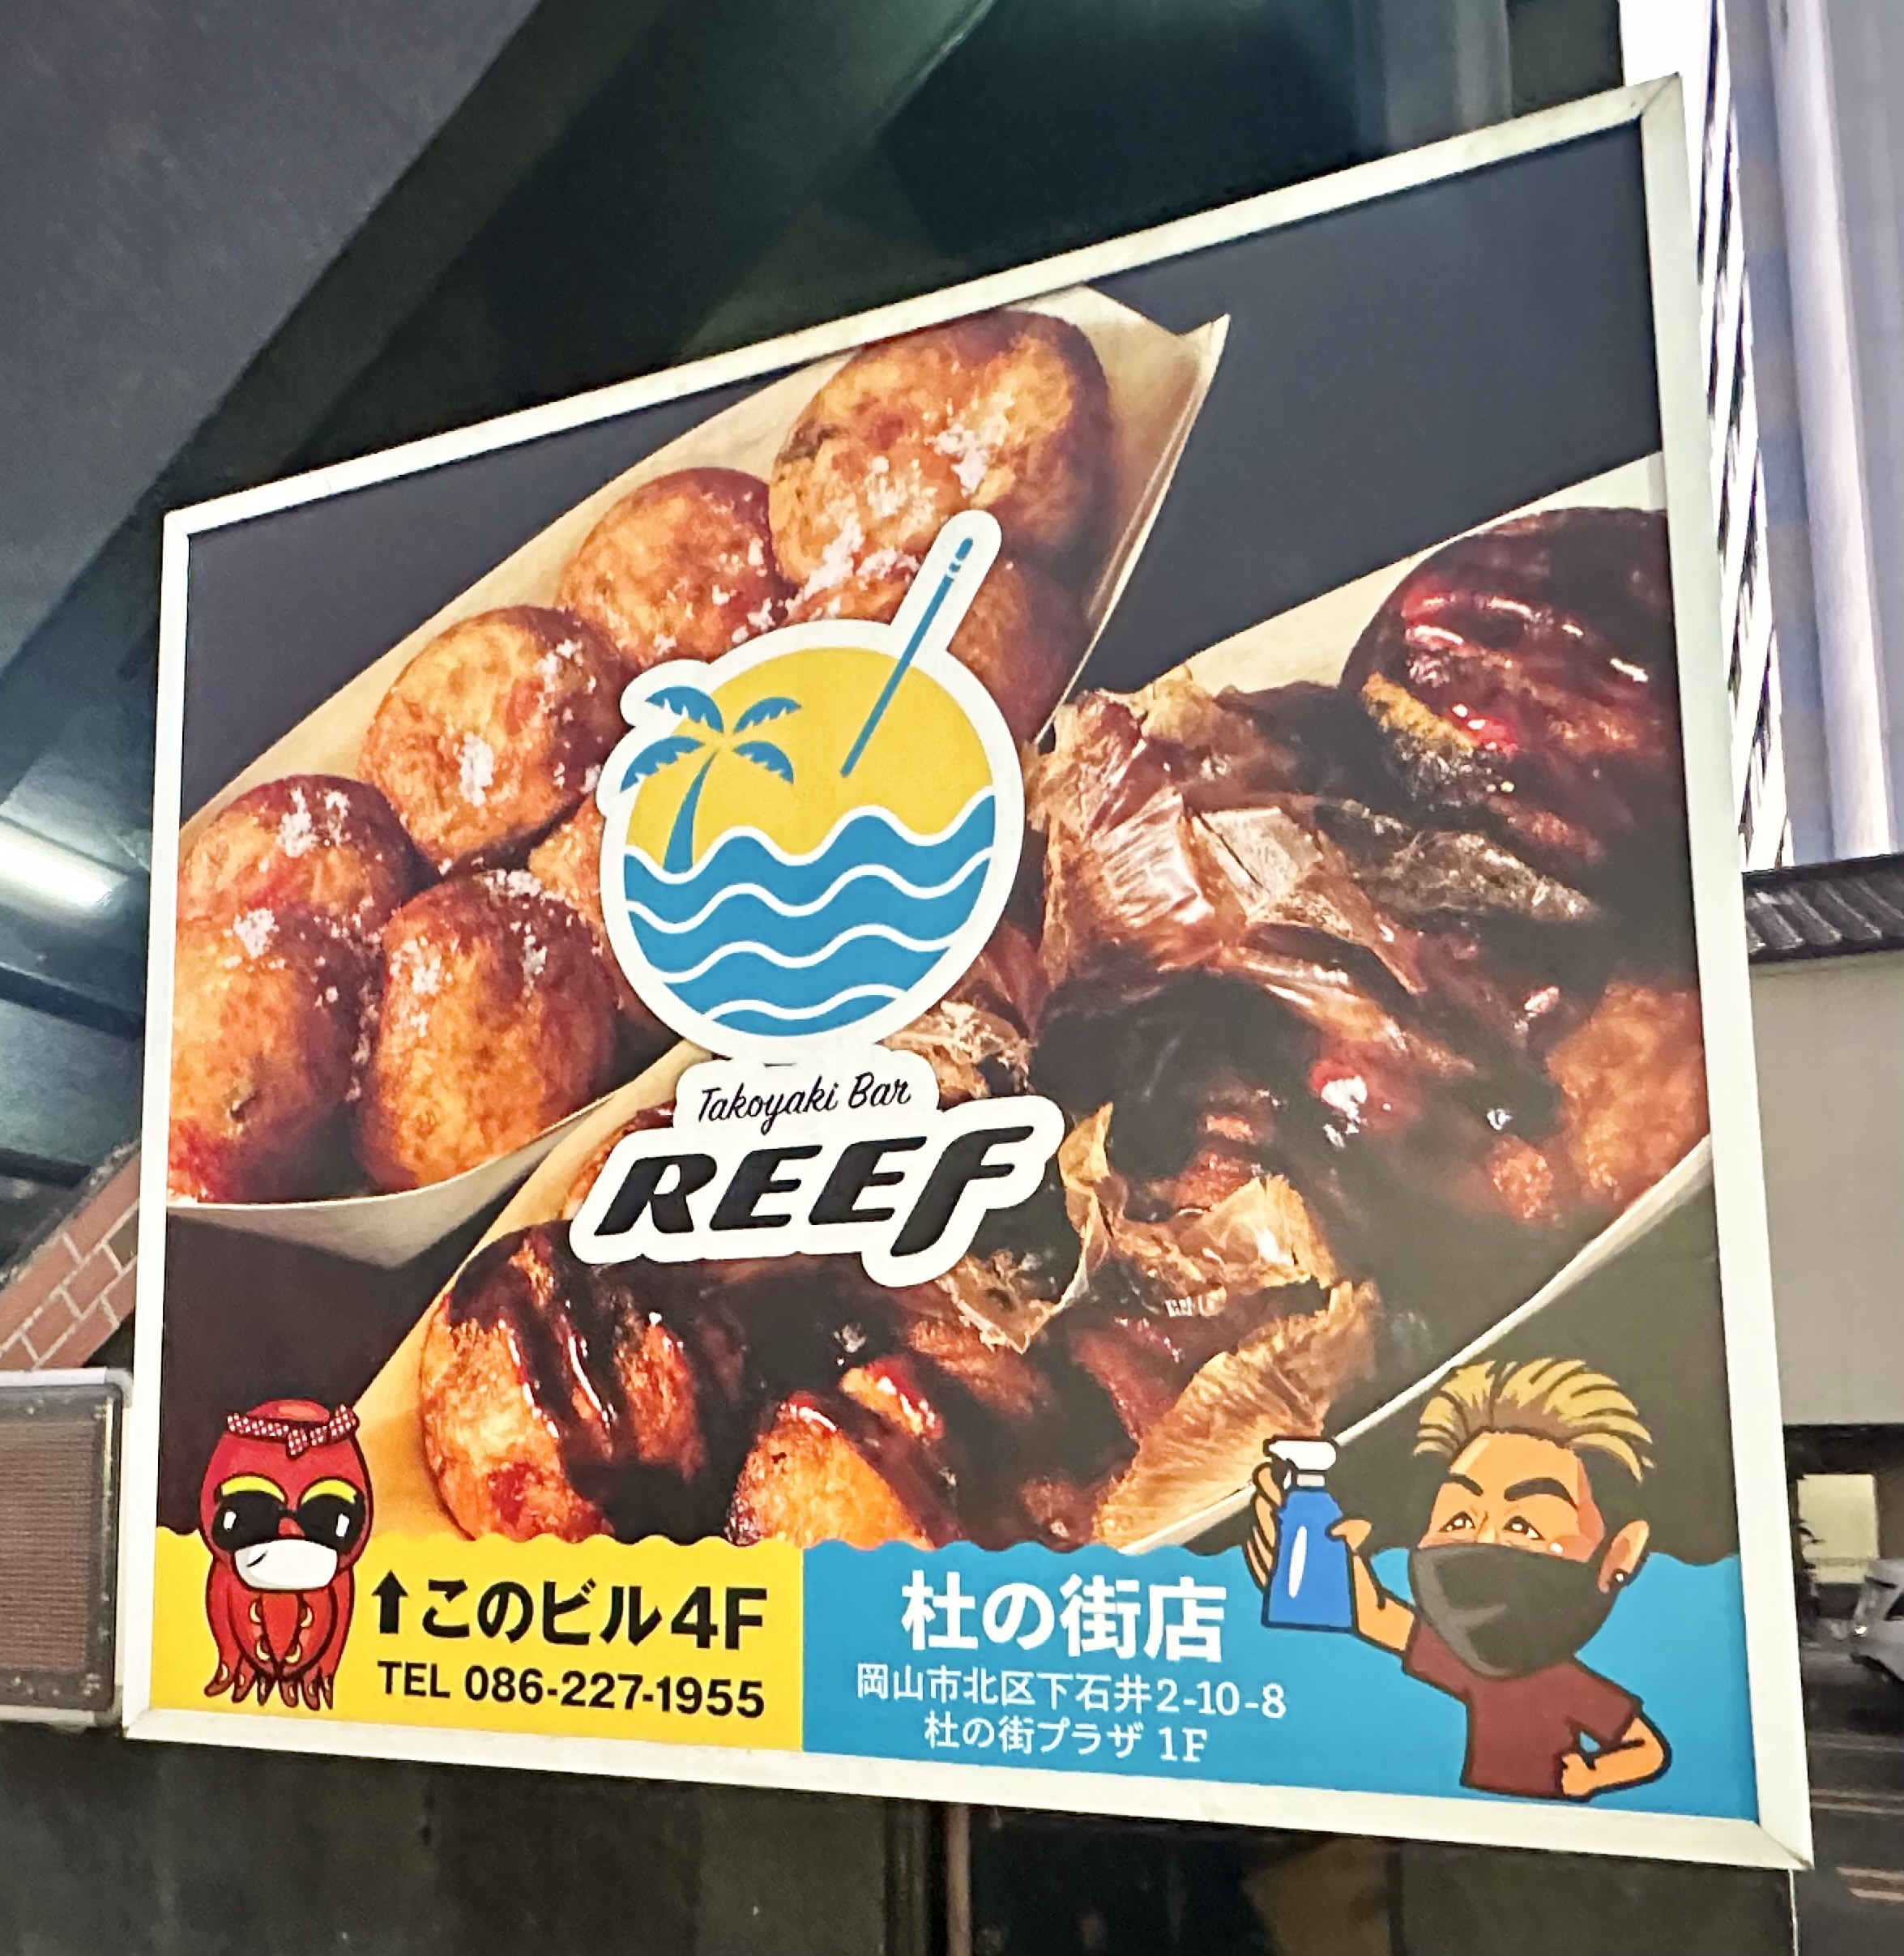 Takoyaki Bar
REEF
↑このビル4F
TEL 086-227-1955
杜の街店
岡山市北区下石井2-10-8
杜の街プラザ 1F